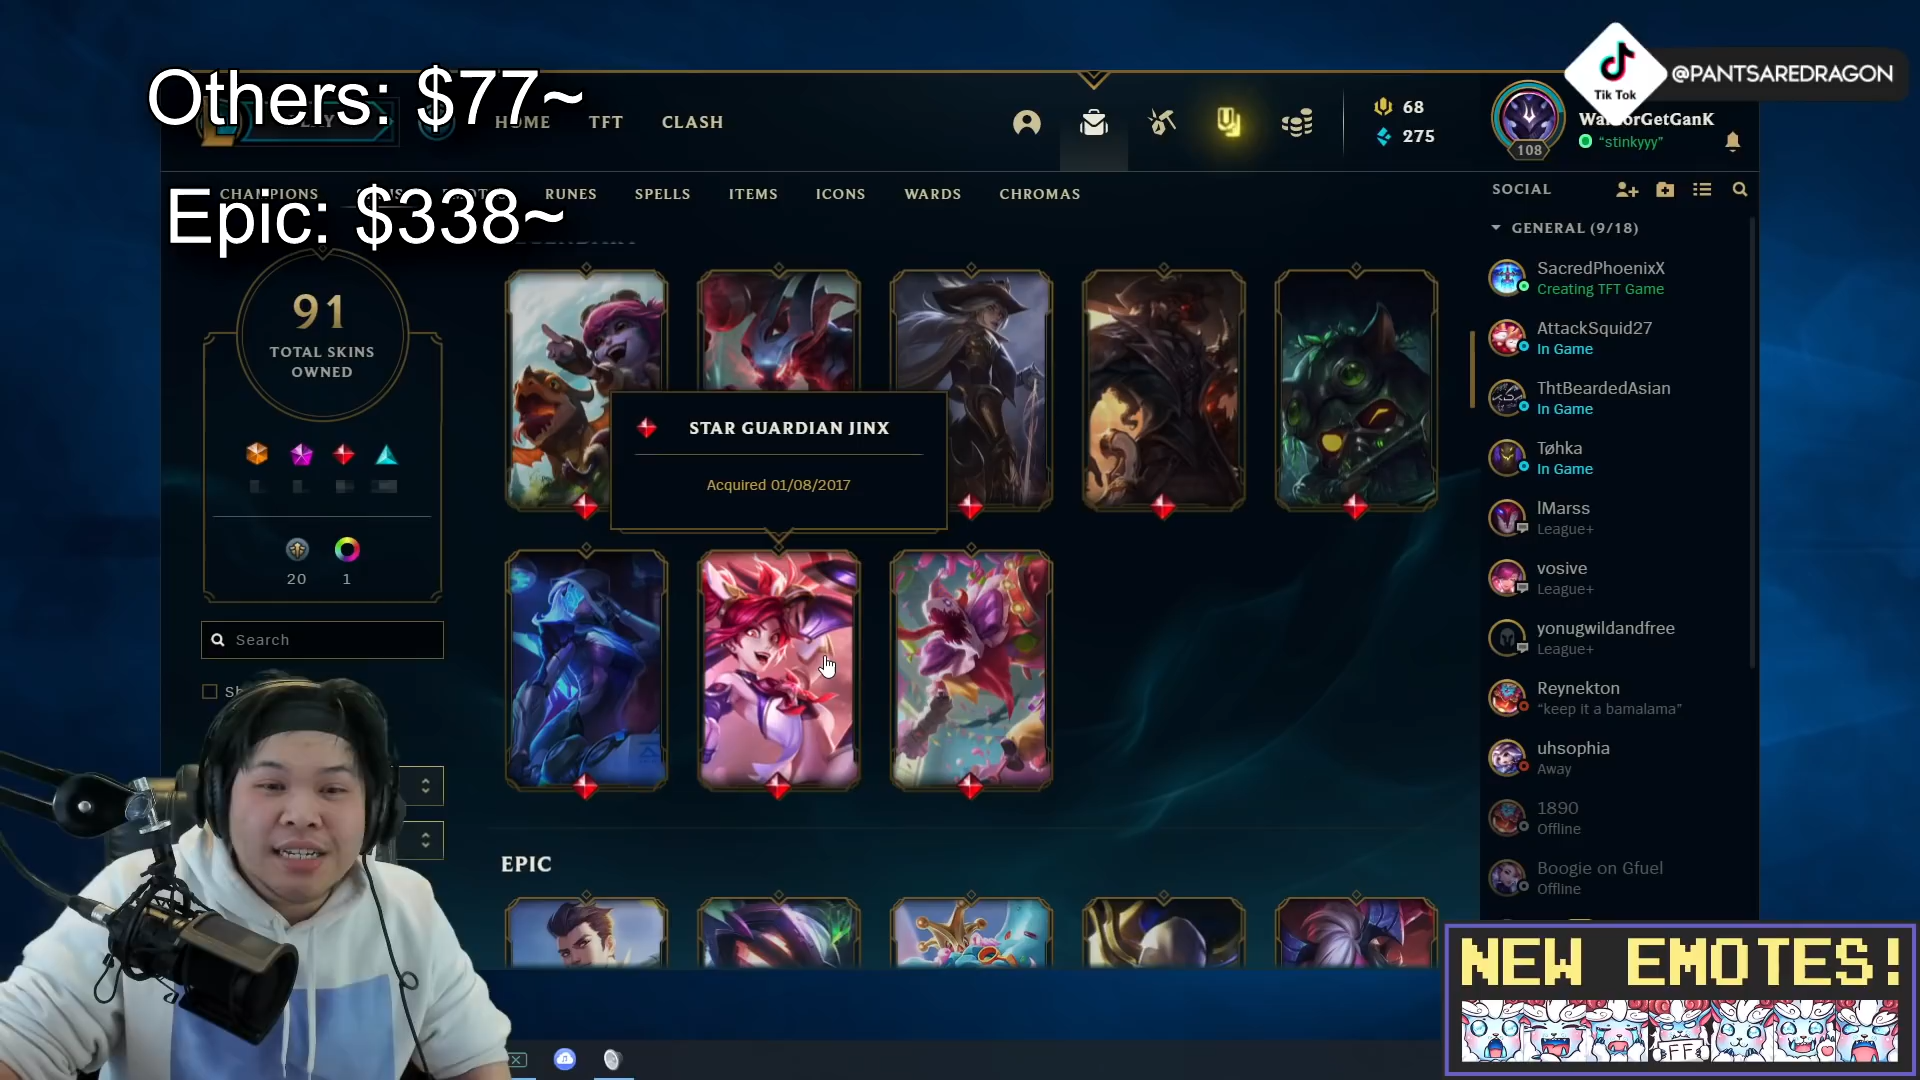 Others: $77~
Epic: $338~
Tik Tok
@PANTSAREDRAGON
HOME
TFT
CLASH
68
275
108
"stinkyyy"
CHAMPIONS
RUNES
SPELLS
ITEMS
ICONS
WARDS
CHROMAS
91
TOTAL SKINS
OWNED
20
1
Search
STAR GUARDIAN JINX
Acquired 01/08/2017
EPIC
SOCIAL
GENERAL (9/18)
SacredPhoenixX
Creating TFT Game
AttackSquid27
In Game
ThtBeardedAsian
In Game
Tøhka
In Game
lMarss
League+
vosive
League+
yonugwildandfree
League+
Reynekton
"keep it a bamalama"
uhsophia
Away
1890
Offline
Boogie on Gfuel
Offline
NEW EMOTES!
FF